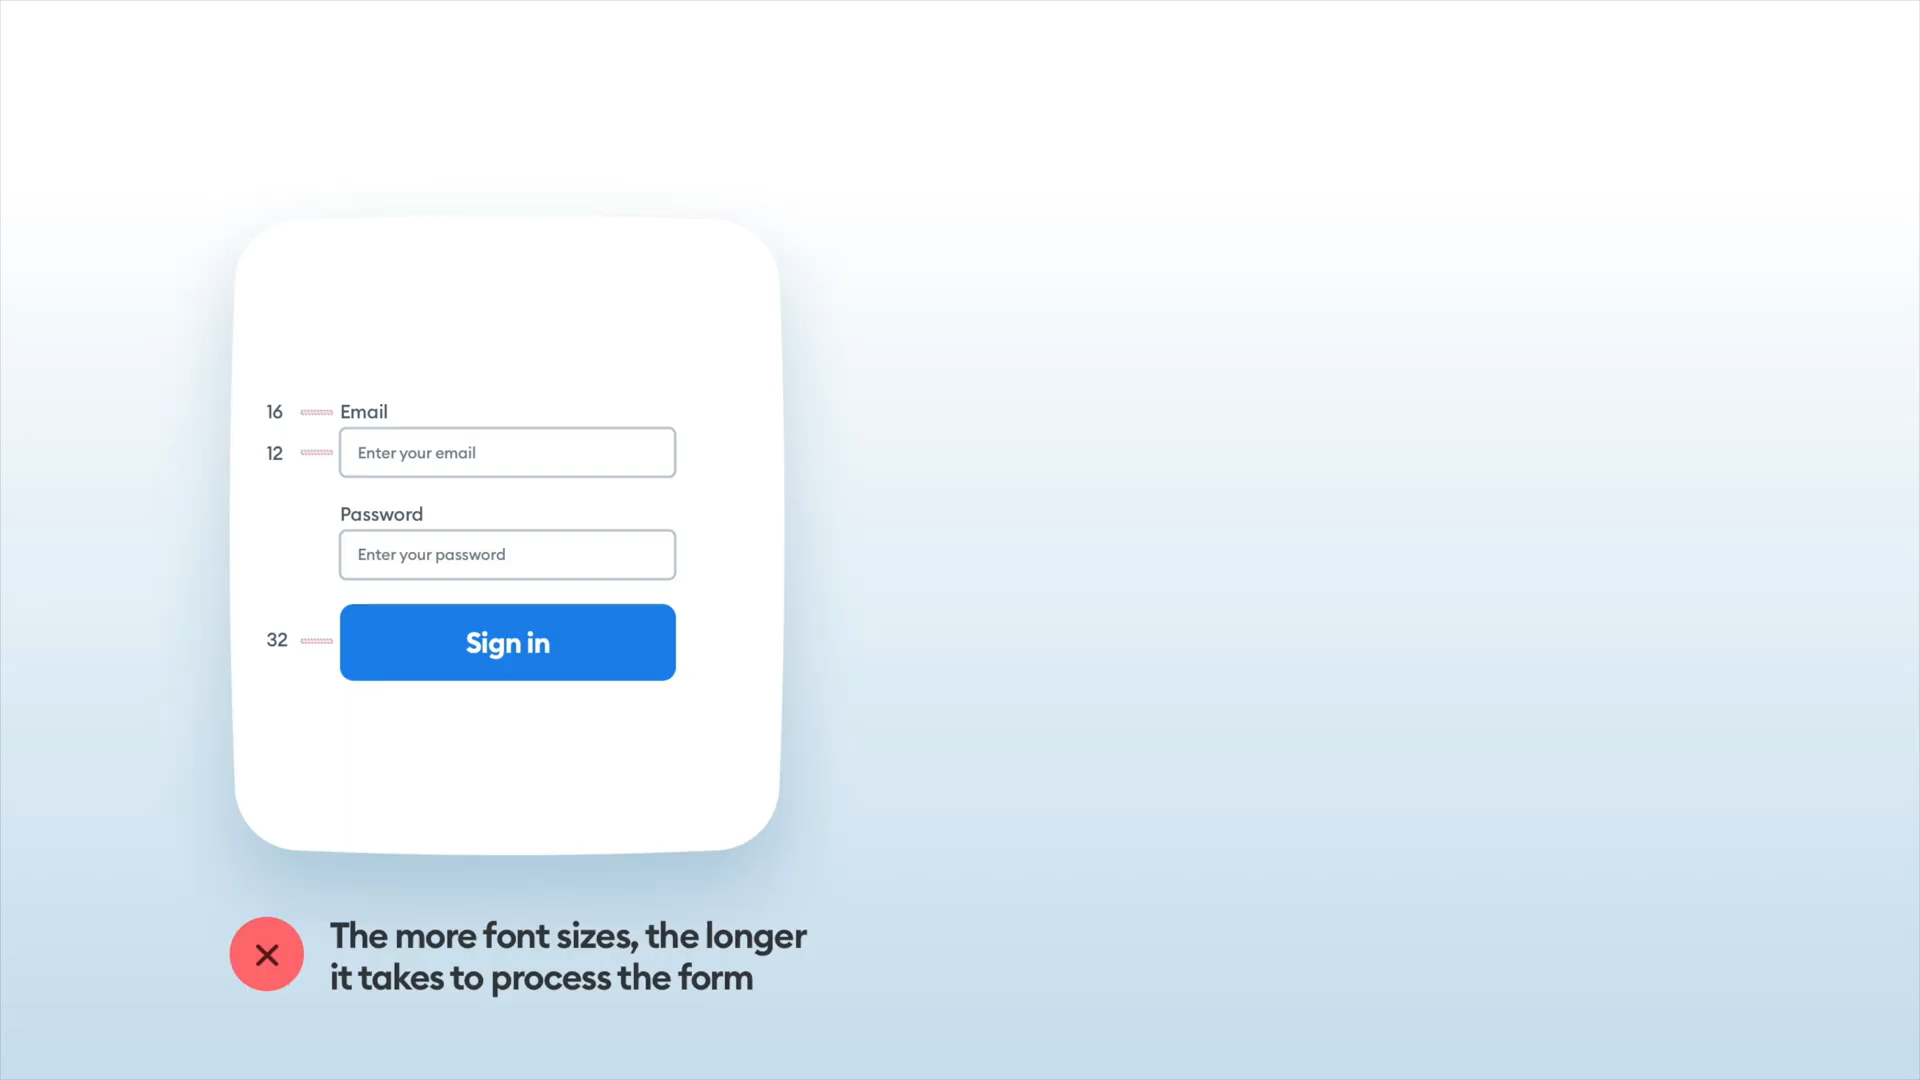 16 Email
12 Enter your email
Password
Enter your password
32 Sign in
The more font sizes, the longer
it takes to process the form